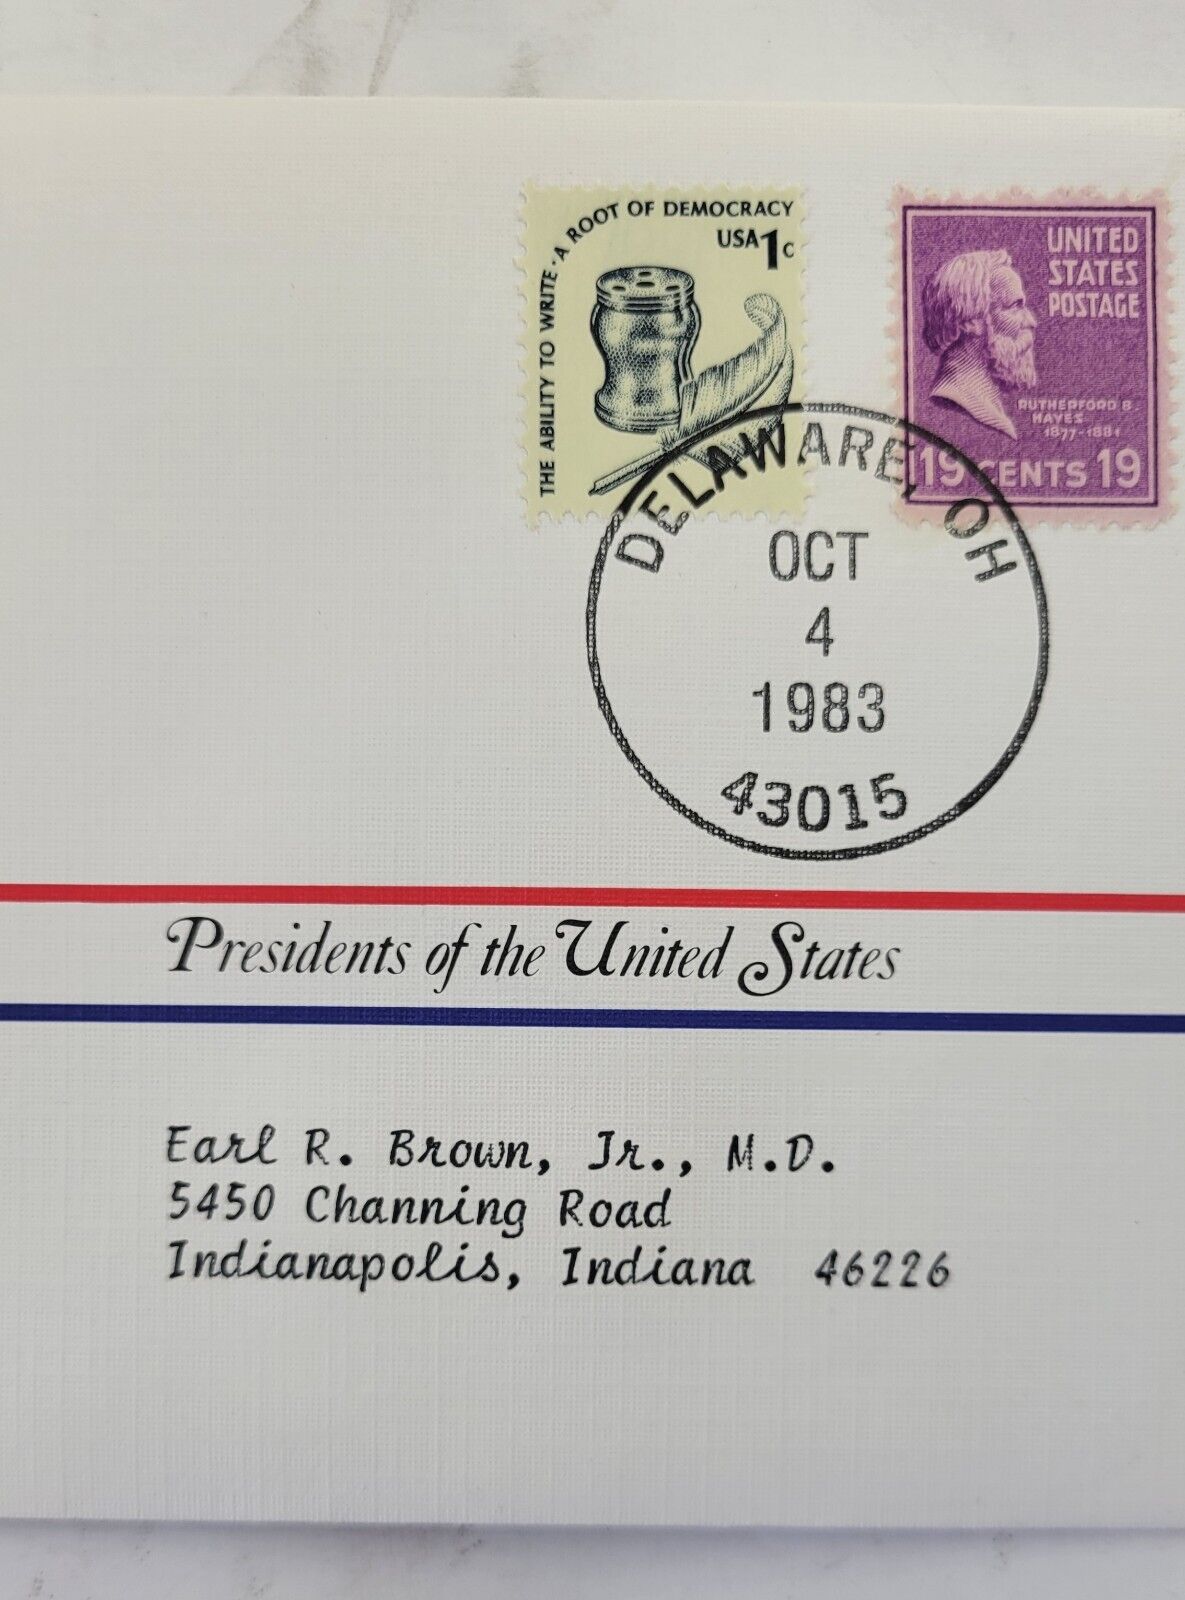 THE ABILITY TO WRITE · A ROOT OF DEMOCRACY
USA 1c
UNITED
STATES
POSTAGE
RUTHERFORD B.
HAYES
1877-1881
19 CENTS 19
DELAWARE, OH
OCT
4
1983
43015
Presidents of the United States
Earl R. Brown, Jr., M.D.
5450 Channing Road
Indianapolis, Indiana 46226